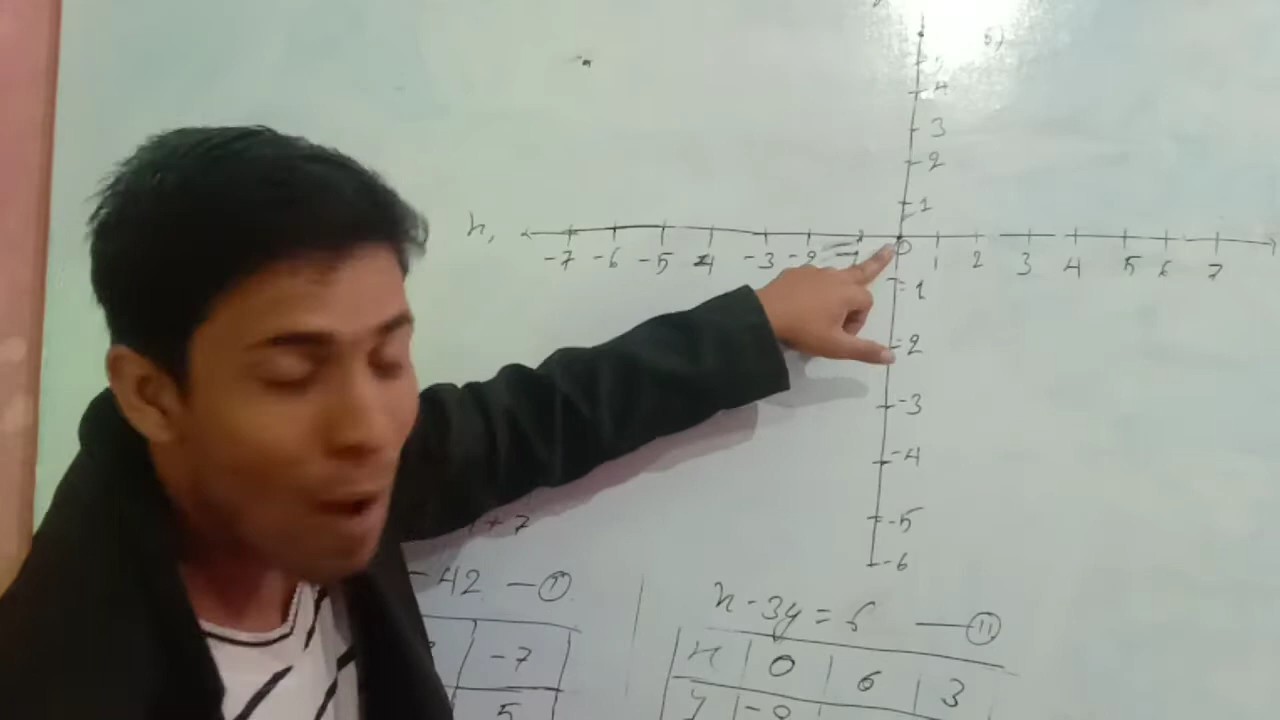 4
3
2
1
x,
-7 -6 -5 -4 -3 -2 -1 0 1 2 3 4 5 6 7
-1
-2
-3
-4
-5
-6
+ 7
-42 — (i)
-7
5
x - 3y = 6 — (ii)
x 0 6 3
y